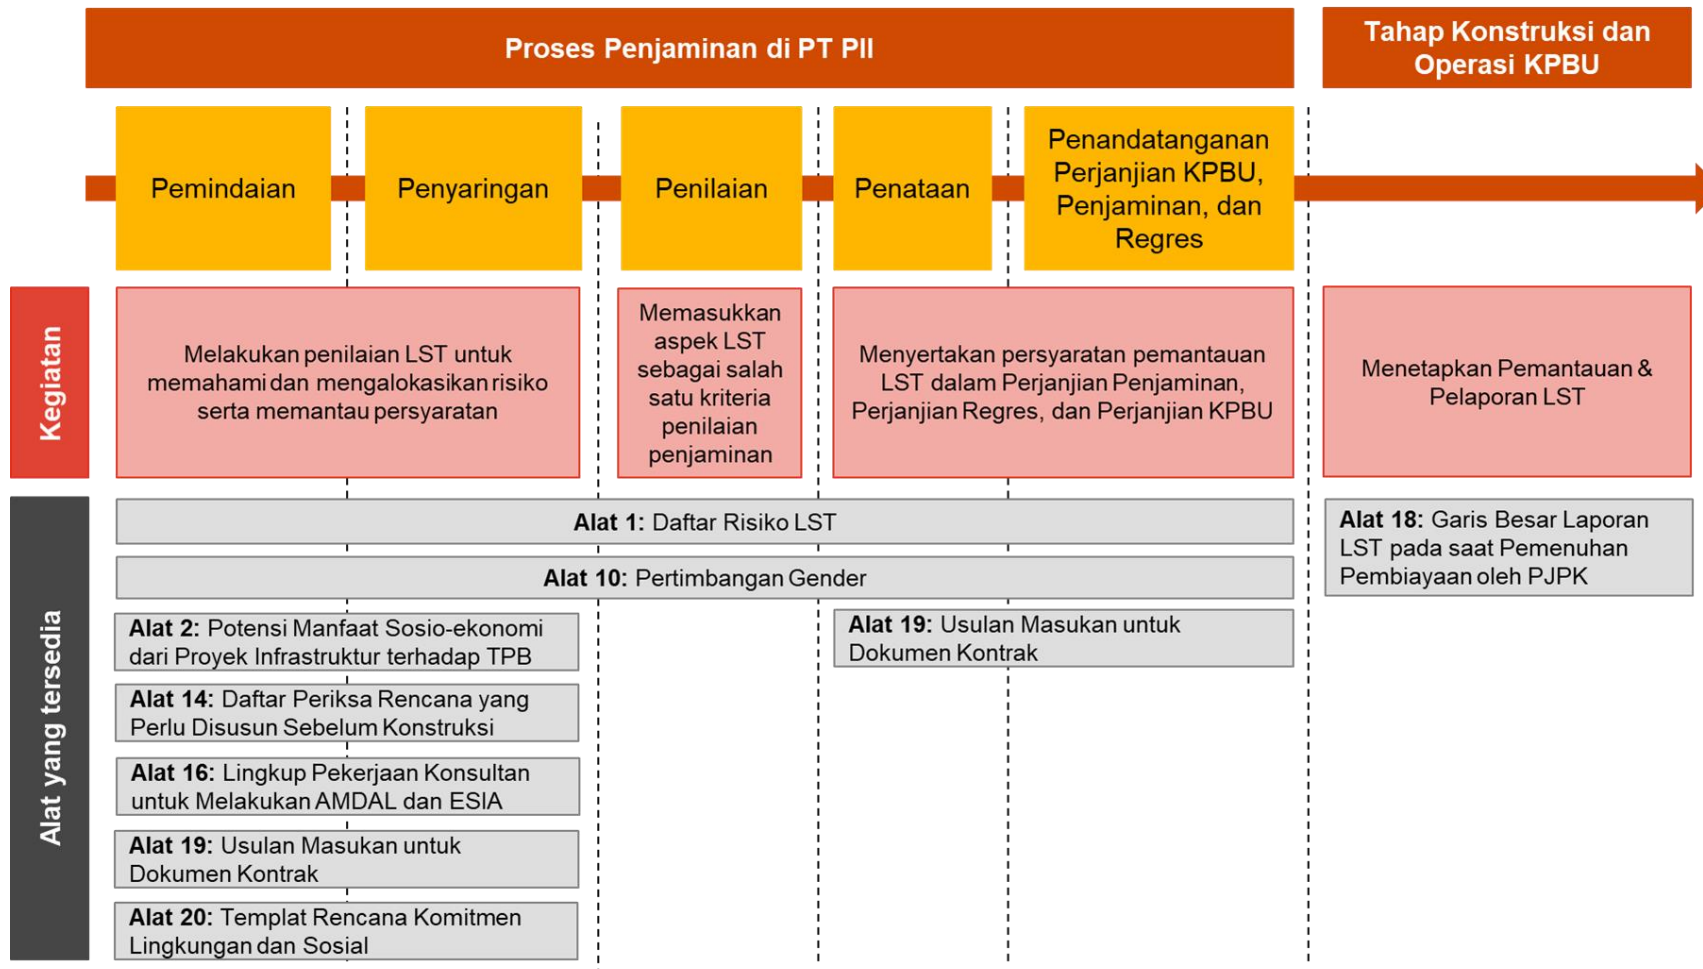 Proses Penjaminan di PT PII
Tahap Konstruksi dan
Operasi KPBU
Pemindaian
Penyaringan
Penilaian
Penataan
Penandatanganan
Perjanjian KPBU,
Penjaminan, dan
Regres
Kegiatan
Melakukan penilaian LST untuk
memahami dan mengalokasikan risiko
serta memantau persyaratan
Memasukkan
aspek LST
sebagai salah
satu kriteria
penilaian
penjaminan
Menyertakan persyaratan pemantauan
LST dalam Perjanjian Penjaminan,
Perjanjian Regres, dan Perjanjian KPBU
Menetapkan Pemantauan &
Pelaporan LST
Alat yang tersedia
Alat 1: Daftar Risiko LST
Alat 10: Pertimbangan Gender
Alat 2: Potensi Manfaat Sosio-ekonomi
dari Proyek Infrastruktur terhadap TPB
Alat 14: Daftar Periksa Rencana yang
Perlu Disusun Sebelum Konstruksi
Alat 16: Lingkup Pekerjaan Konsultan
untuk Melakukan AMDAL dan ESIA
Alat 19: Usulan Masukan untuk
Dokumen Kontrak
Alat 20: Templat Rencana Komitmen
Lingkungan dan Sosial
Alat 19: Usulan Masukan untuk
Dokumen Kontrak
Alat 18: Garis Besar Laporan
LST pada saat Pemenuhan
Pembiayaan oleh PJPK